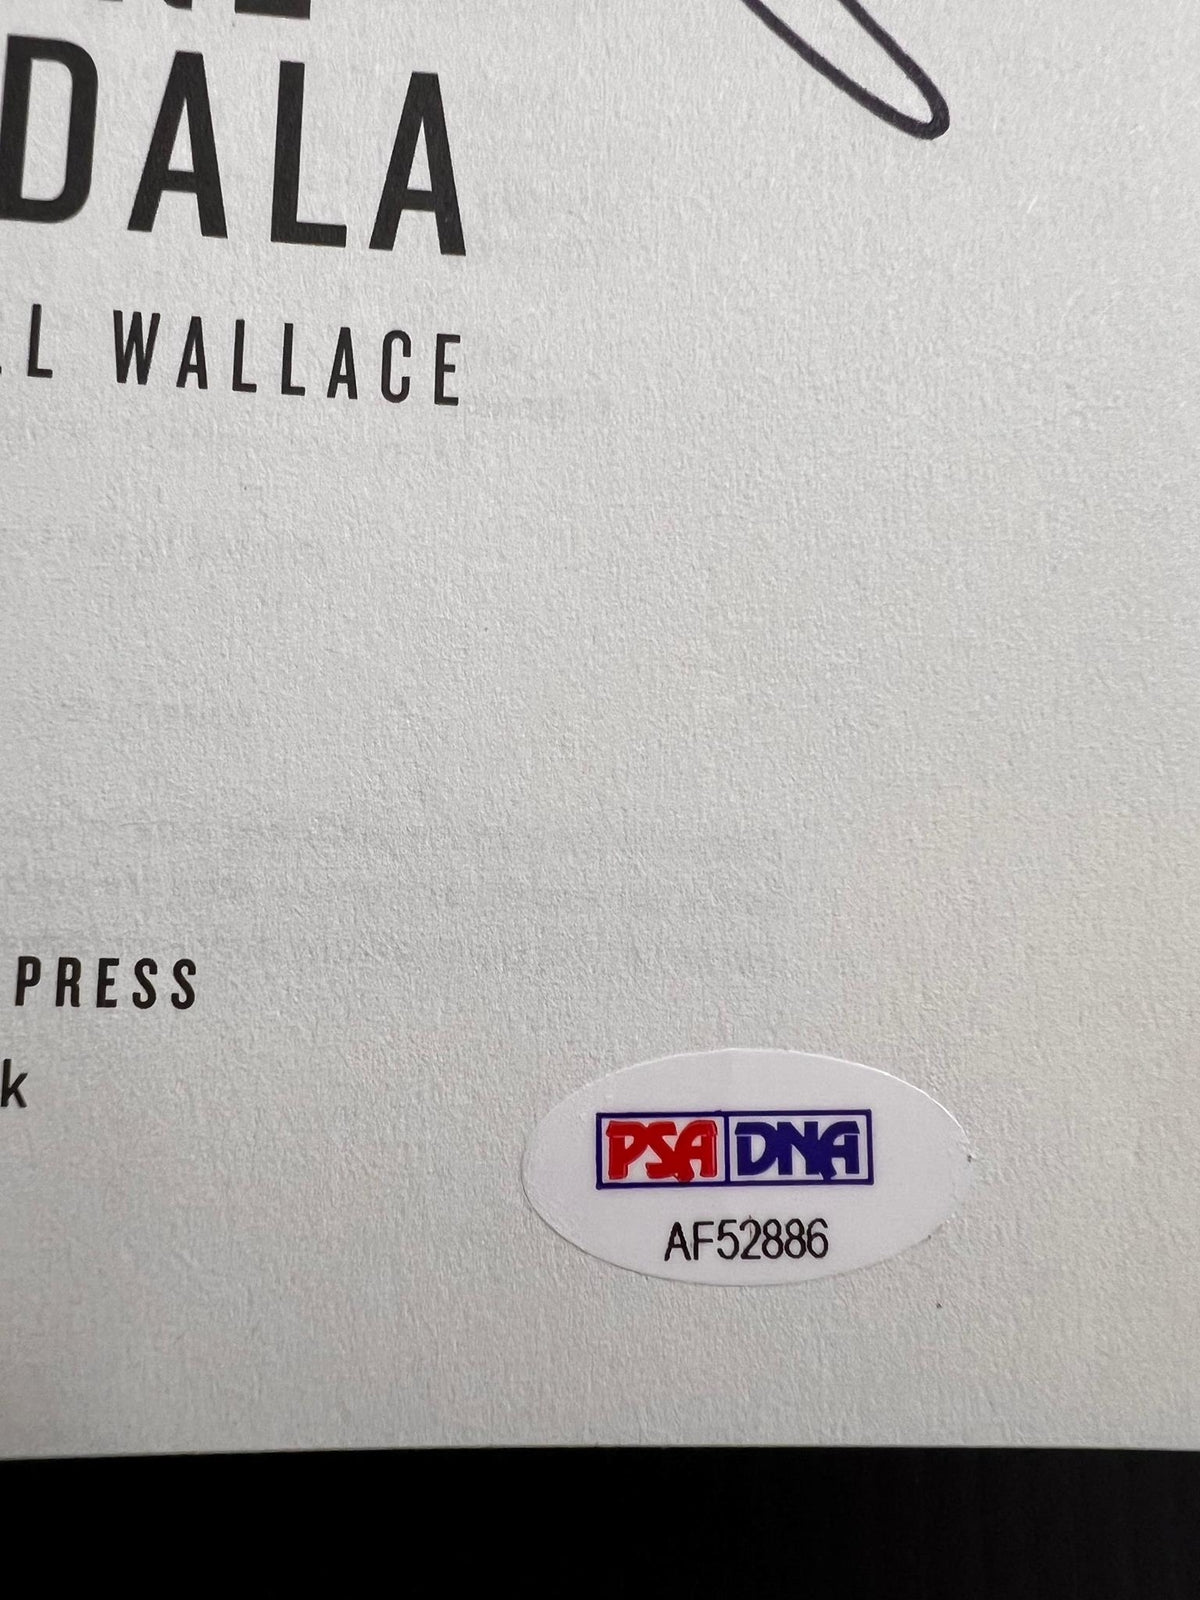 DALA
L WALLACE
PRESS
k
PSA DNA
AF52886